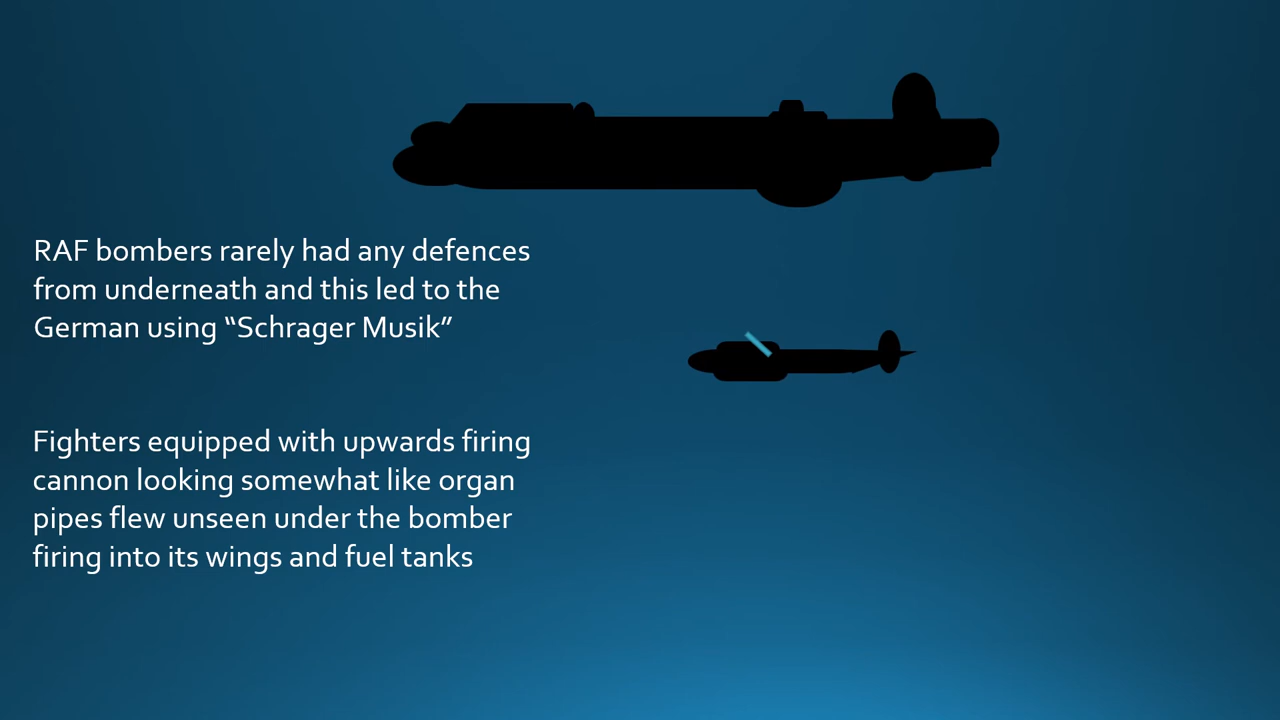 RAF bombers rarely had any defences
from underneath and this led to the
German using “Schrager Musik”
Fighters equipped with upwards firing
cannon looking somewhat like organ
pipes flew unseen under the bomber
firing into its wings and fuel tanks